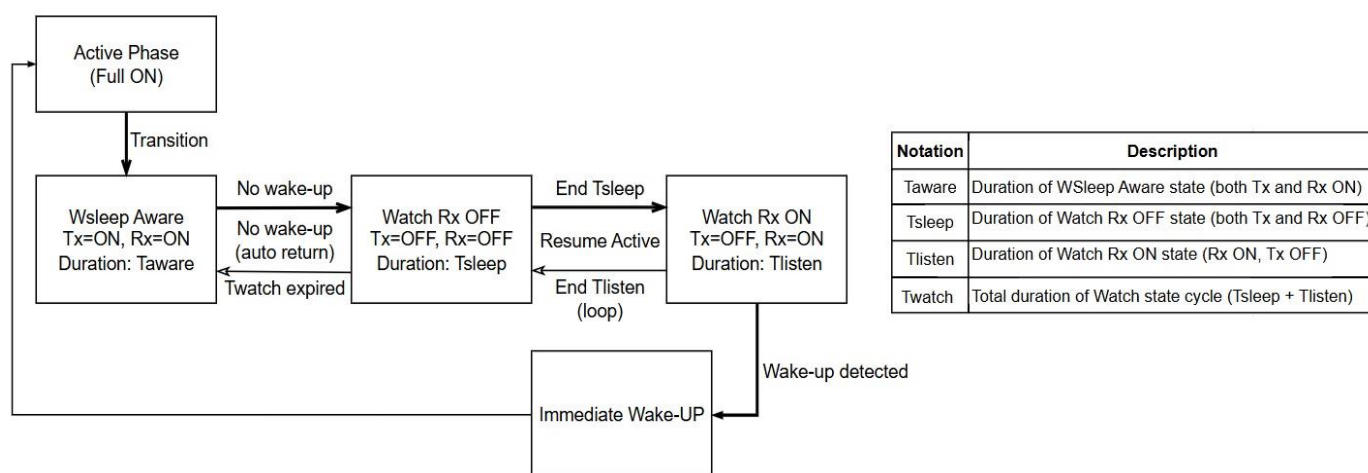 Active Phase
(Full ON)
Transition
Wsleep Aware
Tx=ON, Rx=ON
Duration: Taware
No wake-up
No wake-up
(auto return)
Twatch expired
Watch Rx OFF
Tx=OFF, Rx=OFF
Duration: Tsleep
End Tsleep
Resume Active
End Tlisten
(loop)
Watch Rx ON
Tx=OFF, Rx=ON
Duration: Tlisten
Wake-up detected
Immediate Wake-UP
Notation Description
Taware Duration of WSleep Aware state (both Tx and Rx ON)
Tsleep Duration of Watch Rx OFF state (both Tx and Rx OFF)
Tlisten Duration of Watch Rx ON state (Rx ON, Tx OFF)
Twatch Total duration of Watch state cycle (Tsleep + Tlisten)